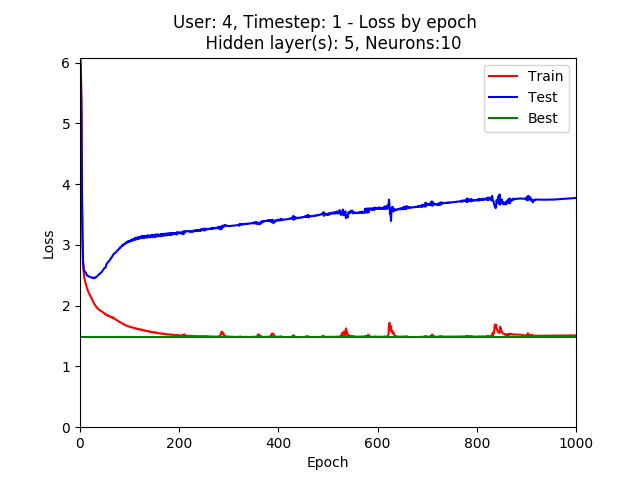 User: 4, Timestep: 1 - Loss by epoch
Hidden layer(s): 5, Neurons:10
6
5
4
3
2
1
0
Loss
Train
Test
Best
0 200 400 600 800 1000
Epoch